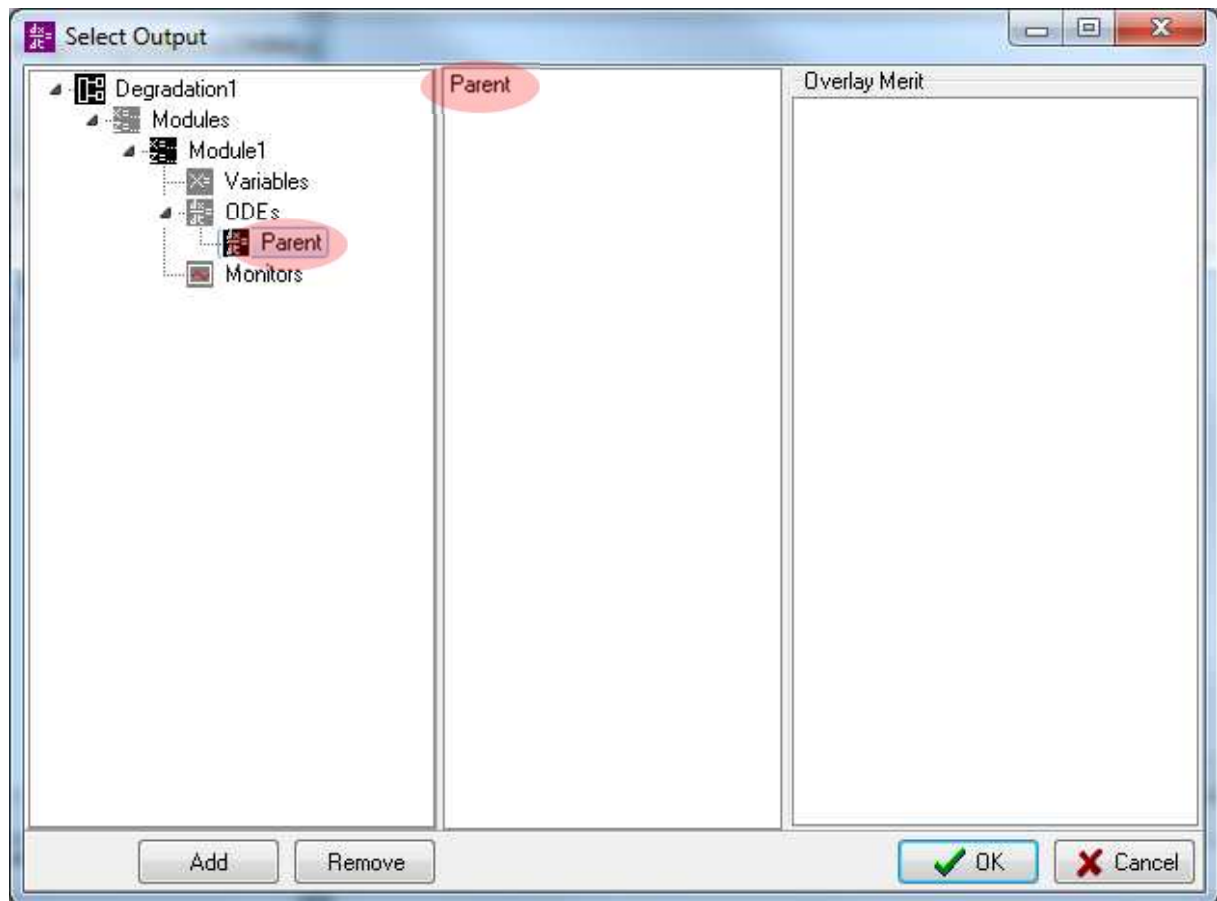 Select Output
Degradation1
Modules
Module1
Variables
ODEs
Parent
Monitors
Parent
Overlay Merit
Add
Remove
OK
Cancel